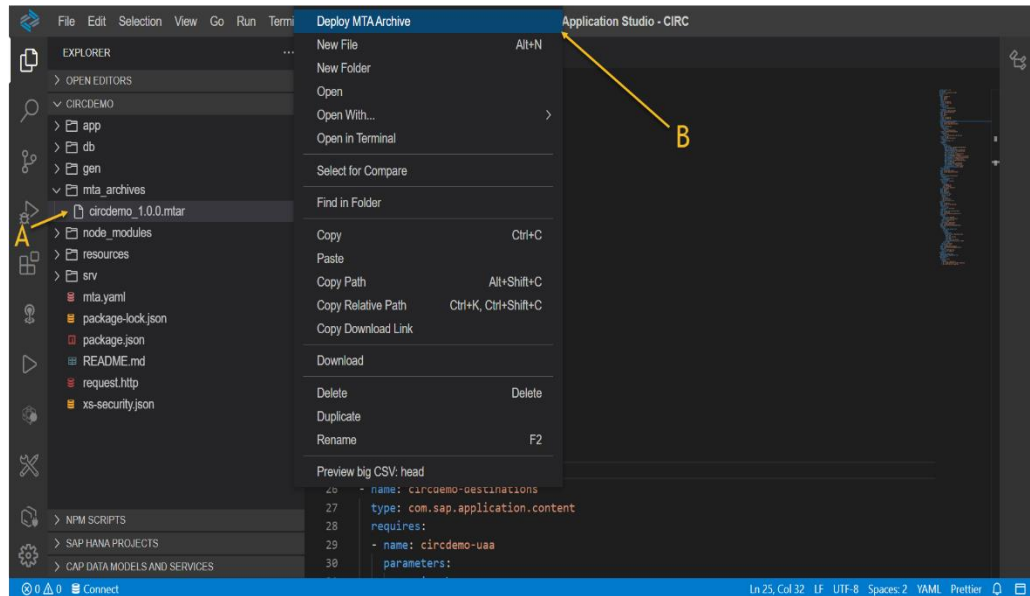 File Edit Selection View Go Run Termi
Application Studio - CIRC
EXPLORER
...
> OPEN EDITORS
CIRCDEMO
> app
> db
> gen
mta_archives
circdemo_1.0.0.mtar
> node_modules
> resources
> srv
mta.yaml
package-lock.json
package.json
README.md
request.http
xs-security.json
> NPM SCRIPTS
> SAP HANA PROJECTS
> CAP DATA MODELS AND SERVICES
A
Deploy MTA Archive
New File Alt+N
New Folder
Open
Open With... >
Open in Terminal
Select for Compare
Find in Folder
Copy Ctrl+C
Paste
Copy Path Alt+Shift+C
Copy Relative Path Ctrl+K, Ctrl+Shift+C
Copy Download Link
Download
Delete Delete
Duplicate
Rename F2
Preview big CSV: head
B
26 - name: circdemo-destinations
27 type: com.sap.application.content
28 requires:
29 - name: circdemo-uaa
30 parameters:
0 0 Connect
Ln 25, Col 32 LF UTF-8 Spaces: 2 YAML Prettier